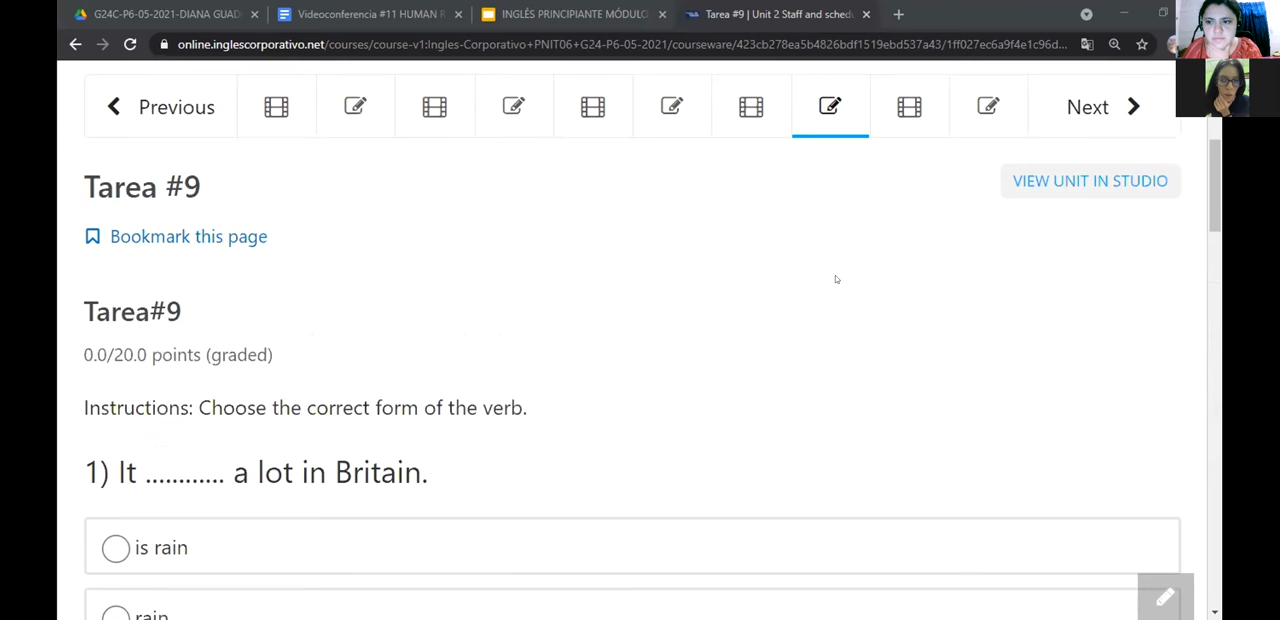 G24C-P6-05-2021-DIANA GUAD
Videoconferencia #11 HUMAN R
INGLÉS PRINCIPIANTE MÓDULO
Tarea #9 | Unit 2 Staff and schedu
online.inglescorporativo.net/courses/course-v1:Ingles-Corporativo+PNIT06+G24-P6-05-2021/courseware/423cb278ea5b4826bdf1519ebd537a43/1ff027ec6a9f4e1c96d...
Previous
Next
Tarea #9
VIEW UNIT IN STUDIO
Bookmark this page
Tarea#9
0.0/20.0 points (graded)
Instructions: Choose the correct form of the verb.
1) It ............ a lot in Britain.
is rain
rain